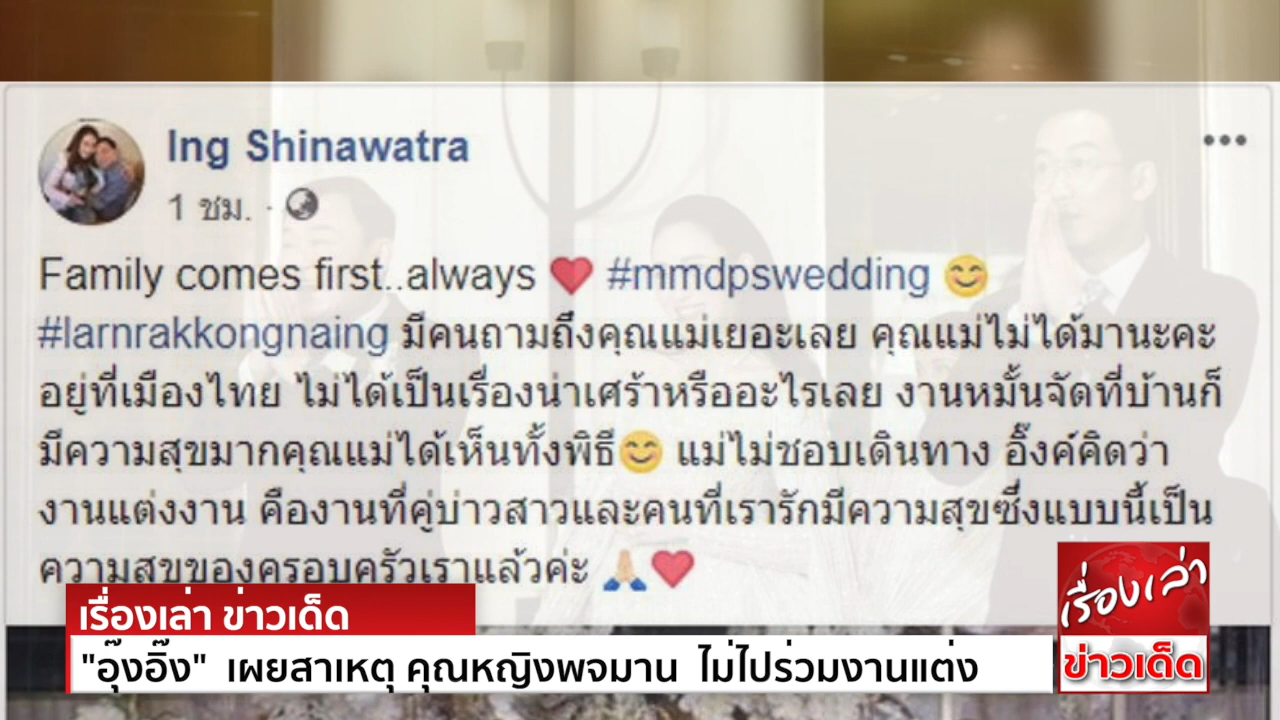 Ing Shinawatra
1 ชม. ·
Family comes first..always ❤ #mmdpswedding 😊
#larnrakkongnaing มีคนถามถึงคุณแม่เยอะเลย คุณแม่ไม่ได้มานะคะ
อยู่ที่เมืองไทย ไม่ได้เป็นเรื่องน่าเศร้าหรืออะไรเลย งานหมั้นจัดที่บ้านก็
มีความสุขมากคุณแม่ได้เห็นทั้งพิธี😊 แม่ไม่ชอบเดินทาง อิ๊งค์คิดว่า
งานแต่งงาน คืองานที่คู่บ่าวสาวและคนที่เรารักมีความสุขซึ่งแบบนี้เป็น
ความสุขของครอบครัวเราแล้วค่ะ 🙏❤
เรื่องเล่า ข่าวเด็ด
"อุ๊งอิ๊ง" เผยสาเหตุ คุณหญิงพจมาน ไม่ไปร่วมงานแต่ง
เรื่องเล่า
ข่าวเด็ด